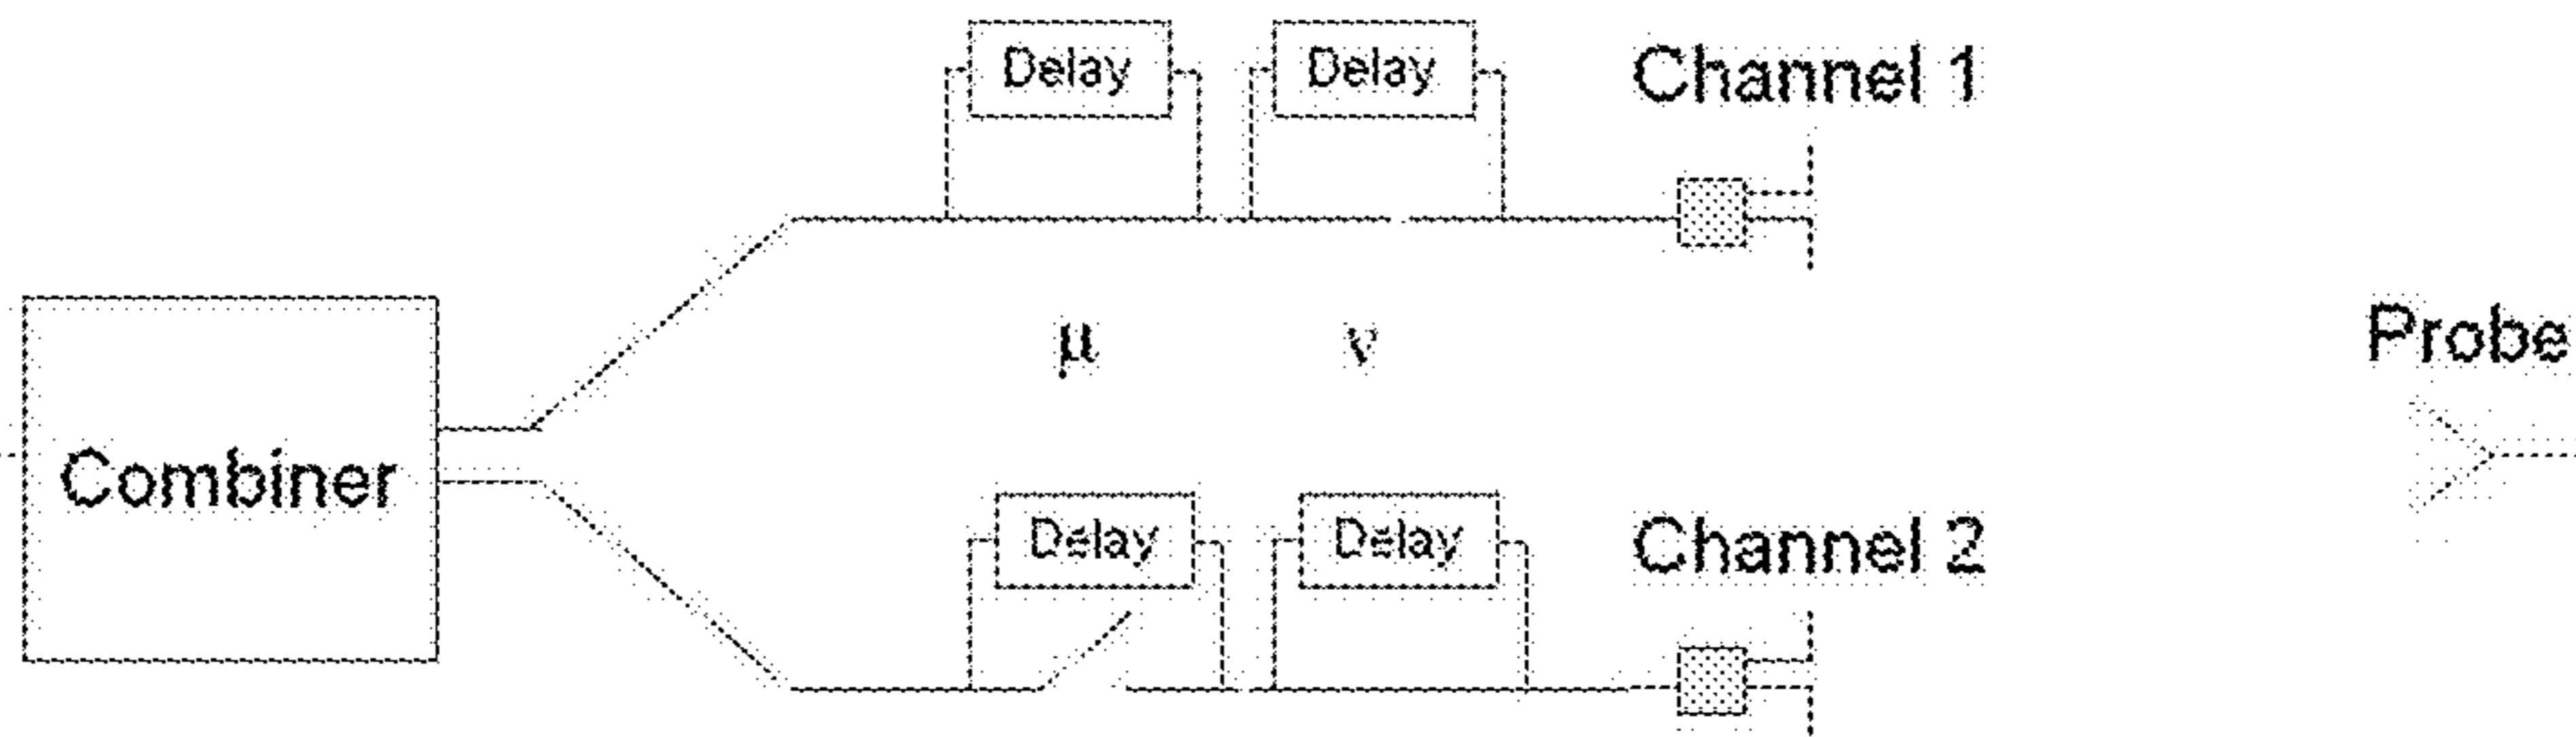 Delay Delay Channel 1
μ ν Probe
Combiner
Delay Delay Channel 2